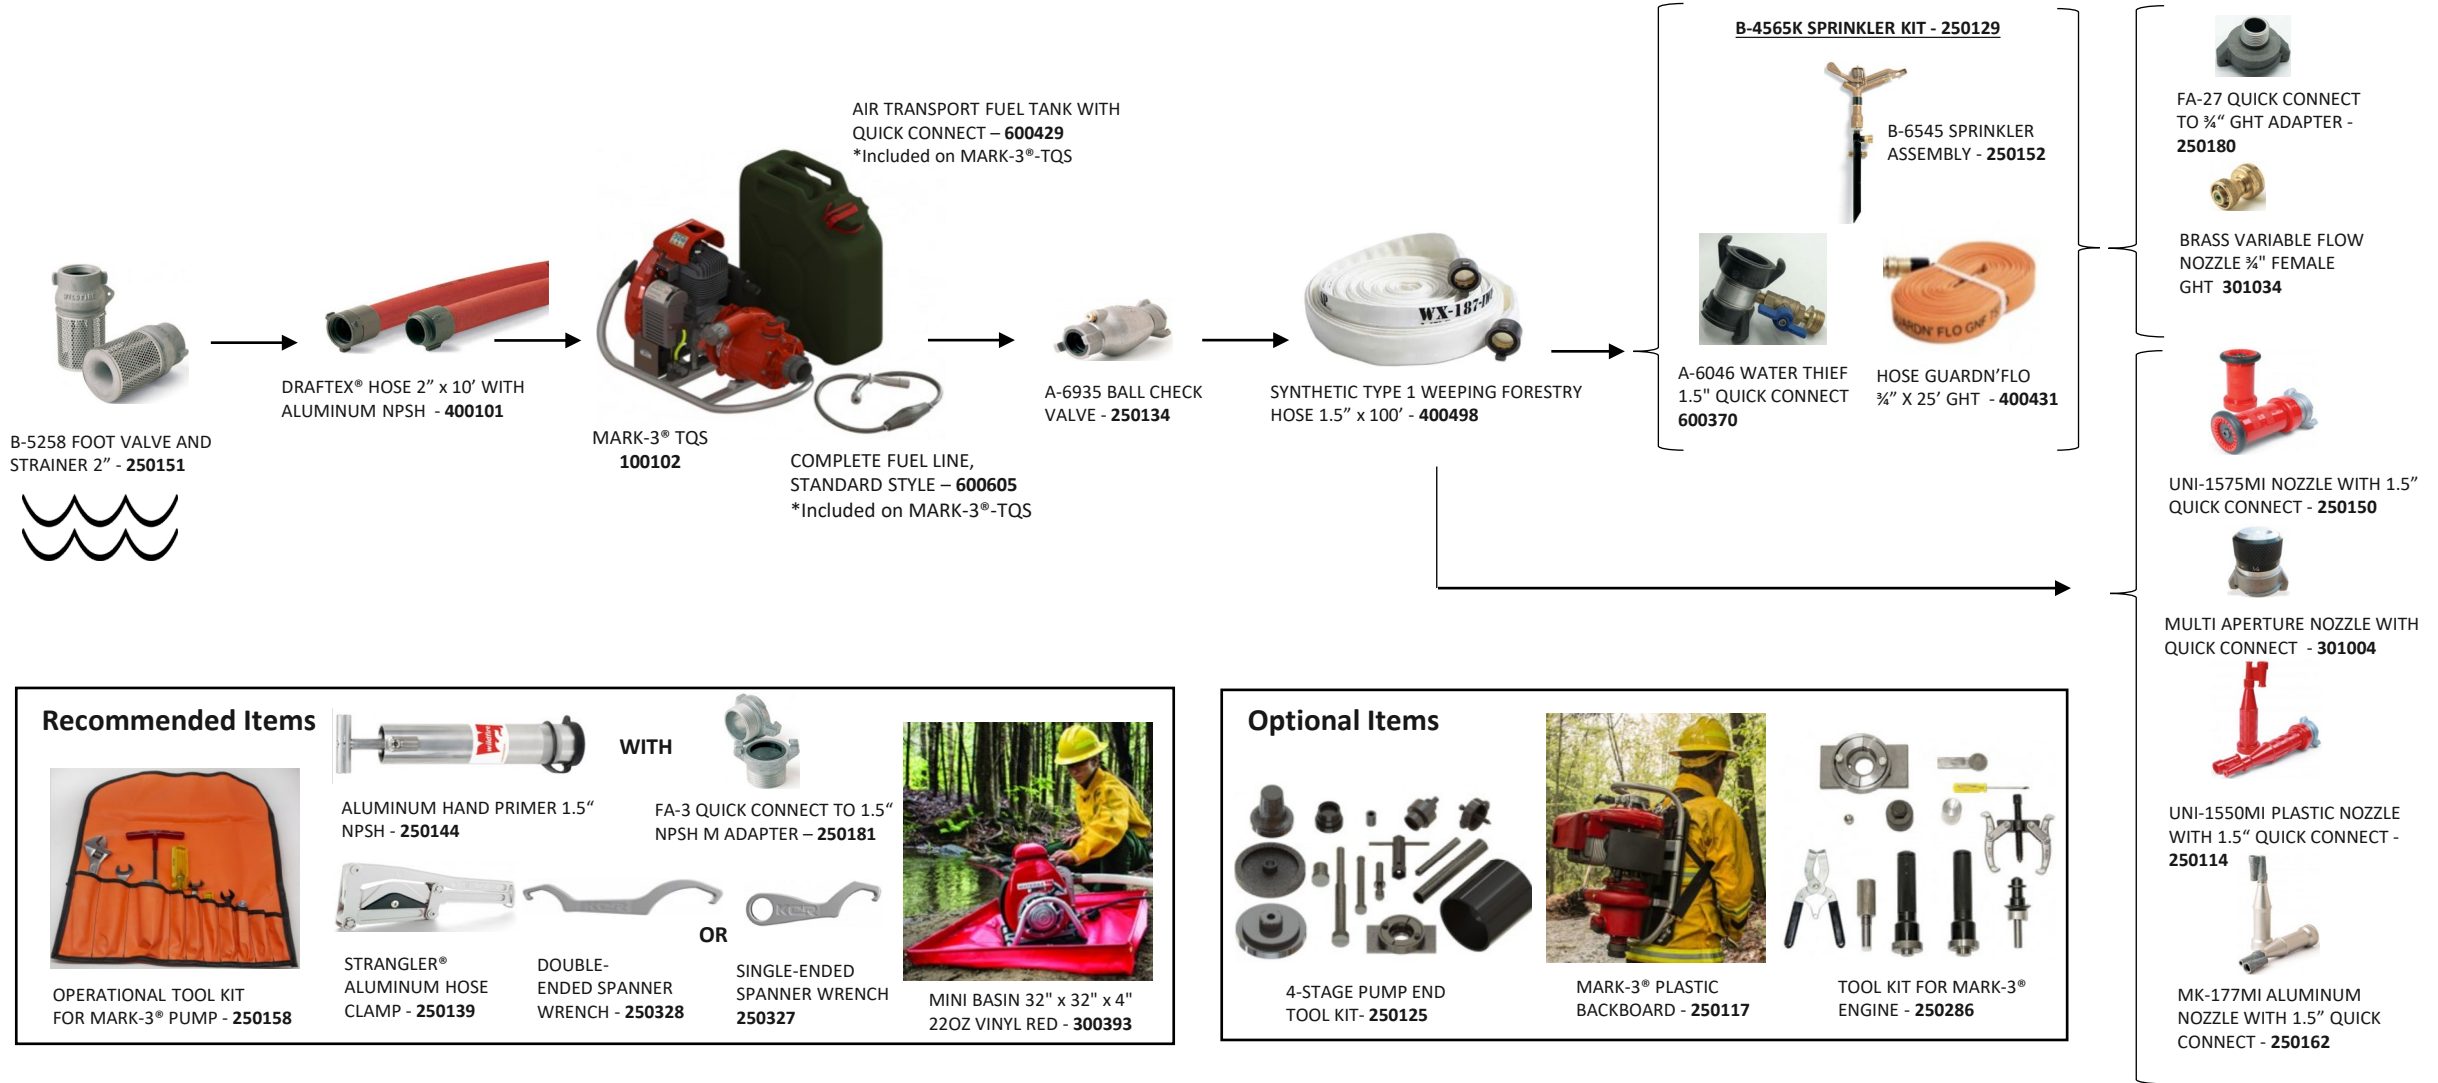 B-5258 FOOT VALVE AND
STRAINER 2” - 250151
DRAFTEX® HOSE 2” x 10’ WITH
ALUMINUM NPSH - 400101
AIR TRANSPORT FUEL TANK WITH
QUICK CONNECT – 600429
*Included on MARK-3®-TQS
MARK-3® TQS
100102
COMPLETE FUEL LINE,
STANDARD STYLE – 600605
*Included on MARK-3®-TQS
A-6935 BALL CHECK
VALVE - 250134
WX-187-
SYNTHETIC TYPE 1 WEEPING FORESTRY
HOSE 1.5” x 100’ - 400498
B-4565K SPRINKLER KIT - 250129
B-6545 SPRINKLER
ASSEMBLY - 250152
A-6046 WATER THIEF
1.5" QUICK CONNECT
600370
GUARDN' FLO
HOSE GUARDN’FLO
¾” X 25’ GHT - 400431
FA-27 QUICK CONNECT
TO ¾“ GHT ADAPTER -
250180
BRASS VARIABLE FLOW
NOZZLE ¾" FEMALE
GHT 301034
UNI-1575MI NOZZLE WITH 1.5”
QUICK CONNECT - 250150
MULTI APERTURE NOZZLE WITH
QUICK CONNECT - 301004
UNI-1550MI PLASTIC NOZZLE
WITH 1.5“ QUICK CONNECT -
250114
MK-177MI ALUMINUM
NOZZLE WITH 1.5” QUICK
CONNECT - 250162
Recommended Items
OPERATIONAL TOOL KIT
FOR MARK-3® PUMP - 250158
wildfire
ALUMINUM HAND PRIMER 1.5“
NPSH - 250144
WITH
FA-3 QUICK CONNECT TO 1.5“
NPSH M ADAPTER – 250181
STRANGLER®
ALUMINUM HOSE
CLAMP - 250139
DOUBLE-
ENDED SPANNER
WRENCH - 250328
OR
SINGLE-ENDED
SPANNER WRENCH
250327
MINI BASIN 32" x 32" x 4"
22OZ VINYL RED - 300393
Optional Items
4-STAGE PUMP END
TOOL KIT- 250125
MARK-3® PLASTIC
BACKBOARD - 250117
TOOL KIT FOR MARK-3®
ENGINE - 250286